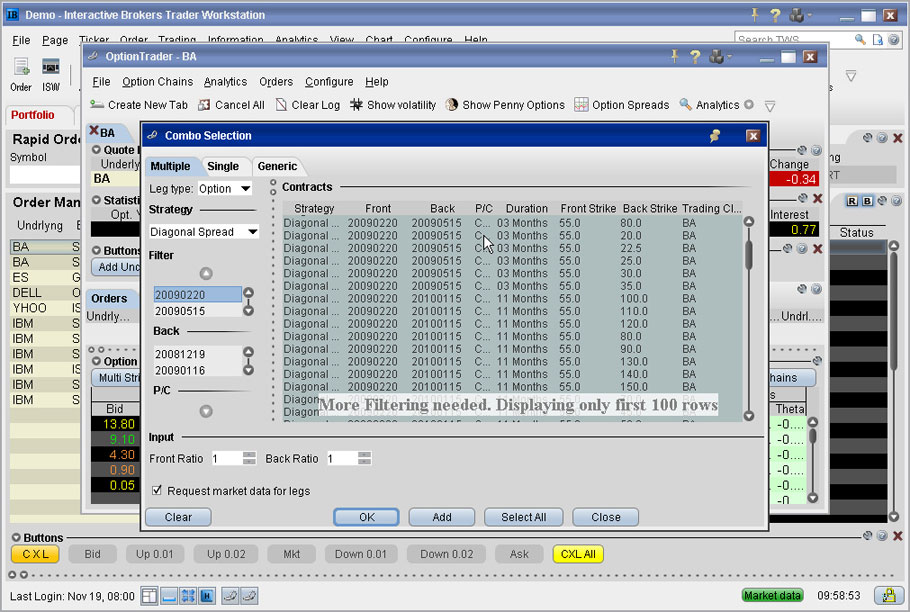 Demo - Interactive Brokers Trader Workstation
File Page Ticker Order Trading Information Analytics View Chart Configure Help
Search TWS
Order ISW
Portfolio
Rapid Orde
Symbol
Order Man
Undrlyng E
BA S
BA S
ES G
DELL O
YHOO IS
IBM S
IBM S
IBM S
IBM S
IBM S
IBM S
OptionTrader - BA
File Option Chains Analytics Orders Configure Help
Create New Tab Cancel All Clear Log Show volatility Show Penny Options Option Spreads Analytics
BA
Quote
Underly
BA
Change
-0.34
Statisti
Opt.
Interest
0.77
Buttons
Add Und
Orders
Undrly...
... Undrl....
Option
Multi Stri
hains
Bid
13.80
9.10
4.30
0.90
0.05
s
Theta
-0....
-0....
-0....
-0....
-0....
-0
R B
Status
Combo Selection
Multiple Single Generic
Leg type: Option
Strategy
Diagonal Spread
Filter
20090220
20090515
Back
20081219
20090116
P/C
Contracts
Strategy Front Back P/C Duration Front Strike Back Strike Trading Cl...
Diagonal ... 20090220 20090515 C... 03 Months 55.0 80.0 BA
Diagonal ... 20090220 20090515 C... 03 Months 55.0 20.0 BA
Diagonal ... 20090220 20090515 C... 03 Months 55.0 22.5 BA
Diagonal ... 20090220 20090515 C... 03 Months 55.0 25.0 BA
Diagonal ... 20090220 20090515 C... 03 Months 55.0 30.0 BA
Diagonal ... 20090220 20090515 C... 03 Months 55.0 35.0 BA
Diagonal ... 20090220 20100115 C... 11 Months 55.0 100.0 BA
Diagonal ... 20090220 20100115 C... 11 Months 55.0 110.0 BA
Diagonal ... 20090220 20100115 C... 11 Months 55.0 120.0 BA
Diagonal ... 20090220 20100115 C... 11 Months 55.0 80.0 BA
Diagonal ... 20090220 20100115 C... 11 Months 55.0 90.0 BA
Diagonal ... 20090220 20100115 C... 11 Months 55.0 130.0 BA
Diagonal ... 20090220 20100115 C... 11 Months 55.0 140.0 BA
Diagonal ... 20090220 20100115 C... 11 Months 55.0 150.0 BA
Diagon
Diagon
More Filtering needed. Displaying only first 100 rows
Input
Front Ratio 1 Back Ratio 1
Request market data for legs
Clear OK Add Select All Close
Buttons
CXL Bid Up 0.01 Up 0.02 Mkt Down 0.01 Down 0.02 Ask CXL All
Last Login: Nov 19, 08:00
Market data 09:58:53